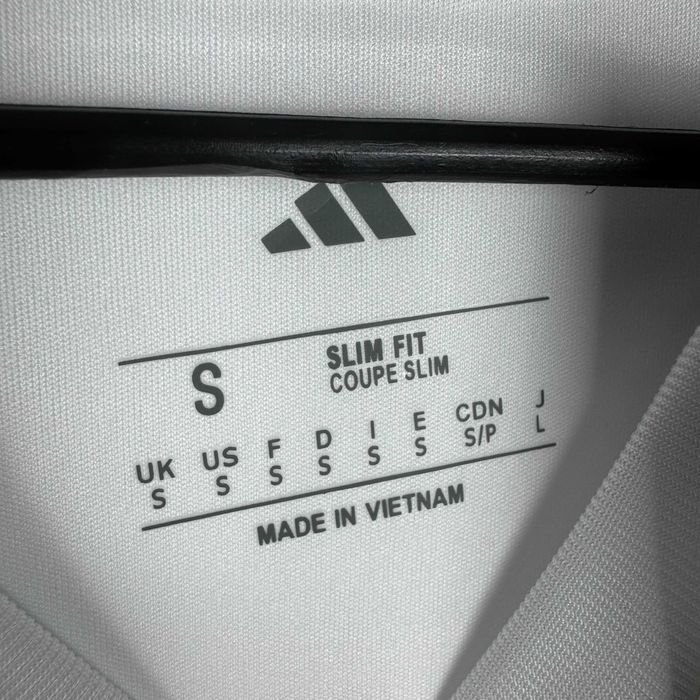 S
SLIM FIT
COUPE SLIM
UK US F D I E CDN J
S S S S S S S/P L
MADE IN VIETNAM